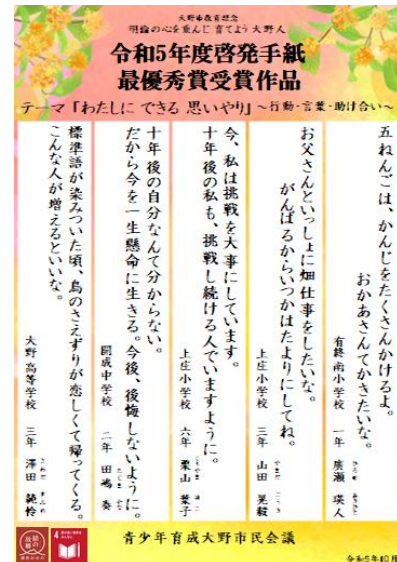 大野市教育理念
明倫の心を重んじ育てよう大野人
令和5年度啓発手紙
最優秀賞受賞作品
テーマ「わたしに できる 思いやり」～行動・言葉・助け合い～
五ねんごは、かんじをたくさんかけるよ。
おかあさんてかきたいな。
有終南小学校 一年 廣瀬 瑛人
お父さんといっしょに畑仕事をしたいな。
がんばるからいつかはたよりにしてね。
上庄小学校 三年 山田 晃毅
今、私は挑戦を大事にしています。
十年後の私も、挑戦し続ける人でいますように。
上庄小学校 六年 栗山 葉子
十年後の自分なんて分からない。
だから今を一生懸命に生きる。今後、後悔しないように。
開成中学校 二年 田嶋 奏
標準語が染みついた頃、鳥のさえずりが恋しくて帰ってくる。
こんな人が増えるといいな。
大野高等学校 三年 澤田 純怜
4
青少年育成大野市民会議
令和5年10月